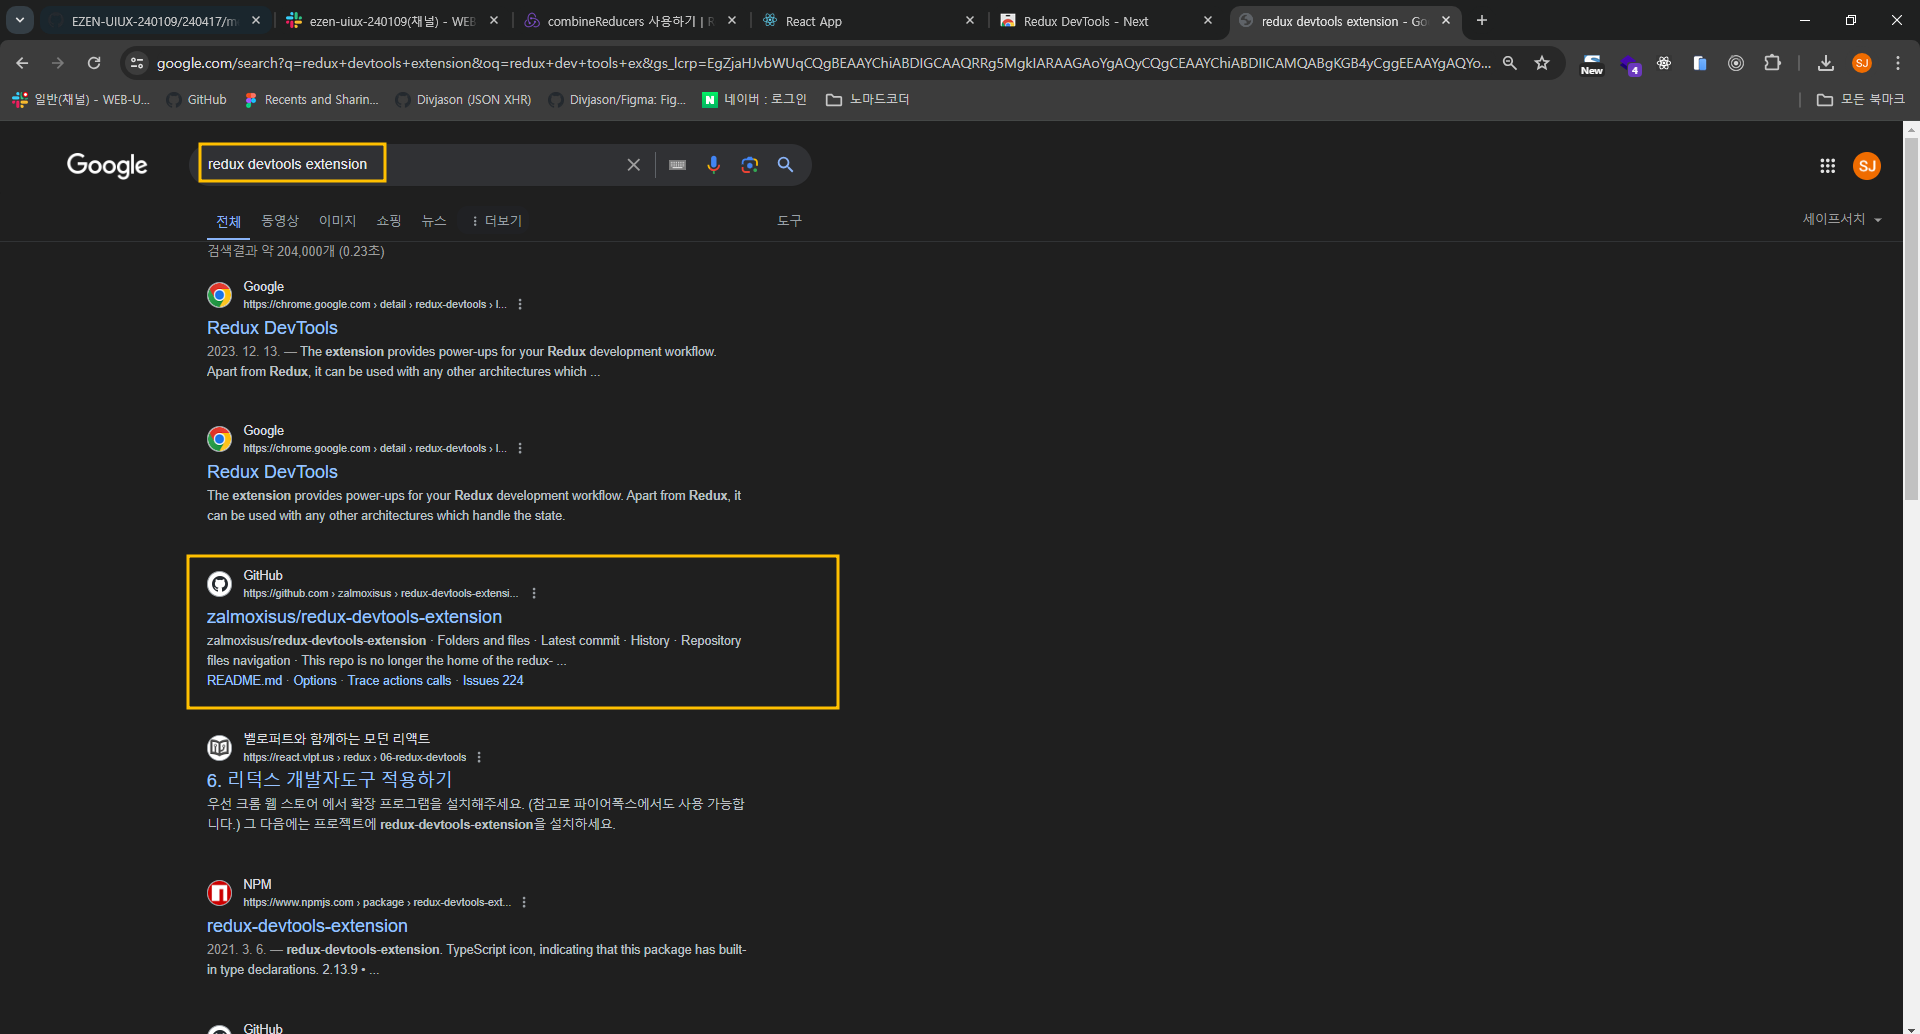 EZEN-UIUX-240109/240417/m
ezen-uiux-240109(채널) - WEB
combineReducers 사용하기 | R
React App
Redux DevTools - Next
redux devtools extension - Go
google.com/search?q=redux+devtools+extension&oq=redux+dev+tools+ex&gs_lcrp=EgZjaHJvbWUqCQgBEAAYChiABDIGCAAQRRg5MgkIARAAGAoYgAQyCQgCEAAYChiABDIICAMQABgKGB4yCggEEAAYgAQYo...
New
4
SJ
일반(채널) - WEB-U...
GitHub
Recents and Sharin...
Divjason (JSON XHR)
Divjason/Figma: Fig...
N
네이버 : 로그인
노마드코더
모든 북마크
Google
redux devtools extension
SJ
전체
동영상
이미지
쇼핑
뉴스
더보기
도구
세이프서치
검색결과 약 204,000개 (0.23초)
Google
https://chrome.google.com › detail › redux-devtools › l...
Redux DevTools
2023. 12. 13. — The extension provides power-ups for your Redux development workflow.
Apart from Redux, it can be used with any other architectures which ...
Google
https://chrome.google.com › detail › redux-devtools › l...
Redux DevTools
The extension provides power-ups for your Redux development workflow. Apart from Redux, it
can be used with any other architectures which handle the state.
GitHub
https://github.com › zalmoxisus › redux-devtools-extensi...
zalmoxisus/redux-devtools-extension
zalmoxisus/redux-devtools-extension · Folders and files · Latest commit · History · Repository
files navigation · This repo is no longer the home of the redux- ...
README.md · Options · Trace actions calls · Issues 224
벨로퍼트와 함께하는 모던 리액트
https://react.vlpt.us › redux › 06-redux-devtools
6. 리덕스 개발자도구 적용하기
우선 크롬 웹 스토어 에서 확장 프로그램을 설치해주세요. (참고로 파이어폭스에서도 사용 가능합
니다.) 그 다음에는 프로젝트에 redux-devtools-extension을 설치하세요.
NPM
https://www.npmjs.com › package › redux-devtools-ext...
redux-devtools-extension
2021. 3. 6. — redux-devtools-extension. TypeScript icon, indicating that this package has built-
in type declarations. 2.13.9 • ...
GitHub